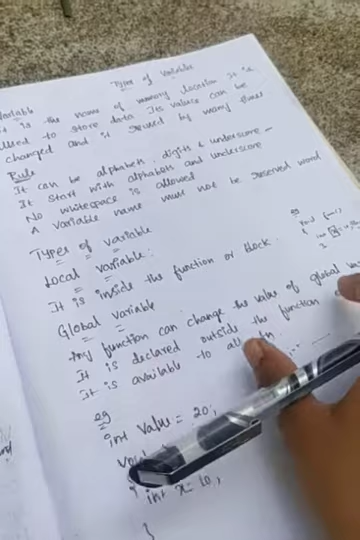 Types of Variable
Variable
It is the name of memory location. It is
used to store data. Its values can be
changed and it reused by many times
Rule
It can be alphabets, digits & underscore
It start with alphabets and underscore
No whitespace is allowed
A variable name must not be reserved word
Types of variable
Local variable:
It is inside the function or block.
eg
Global variable
Any function can change the value of global
It is declared outside the function
It is available to all
eg
int value = 20;
int x = 10;
}